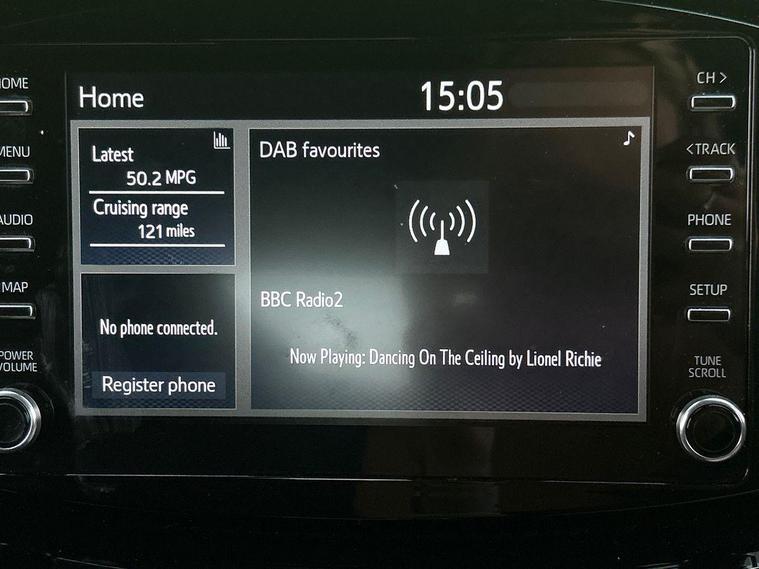 HOME
MENU
AUDIO
MAP
POWER
VOLUME
Home
15:05
Latest
50.2 MPG
Cruising range
121 miles
No phone connected.
Register phone
DAB favourites
BBC Radio2
Now Playing: Dancing On The Ceiling by Lionel Richie
CH >
<TRACK
PHONE
SETUP
TUNE
SCROLL